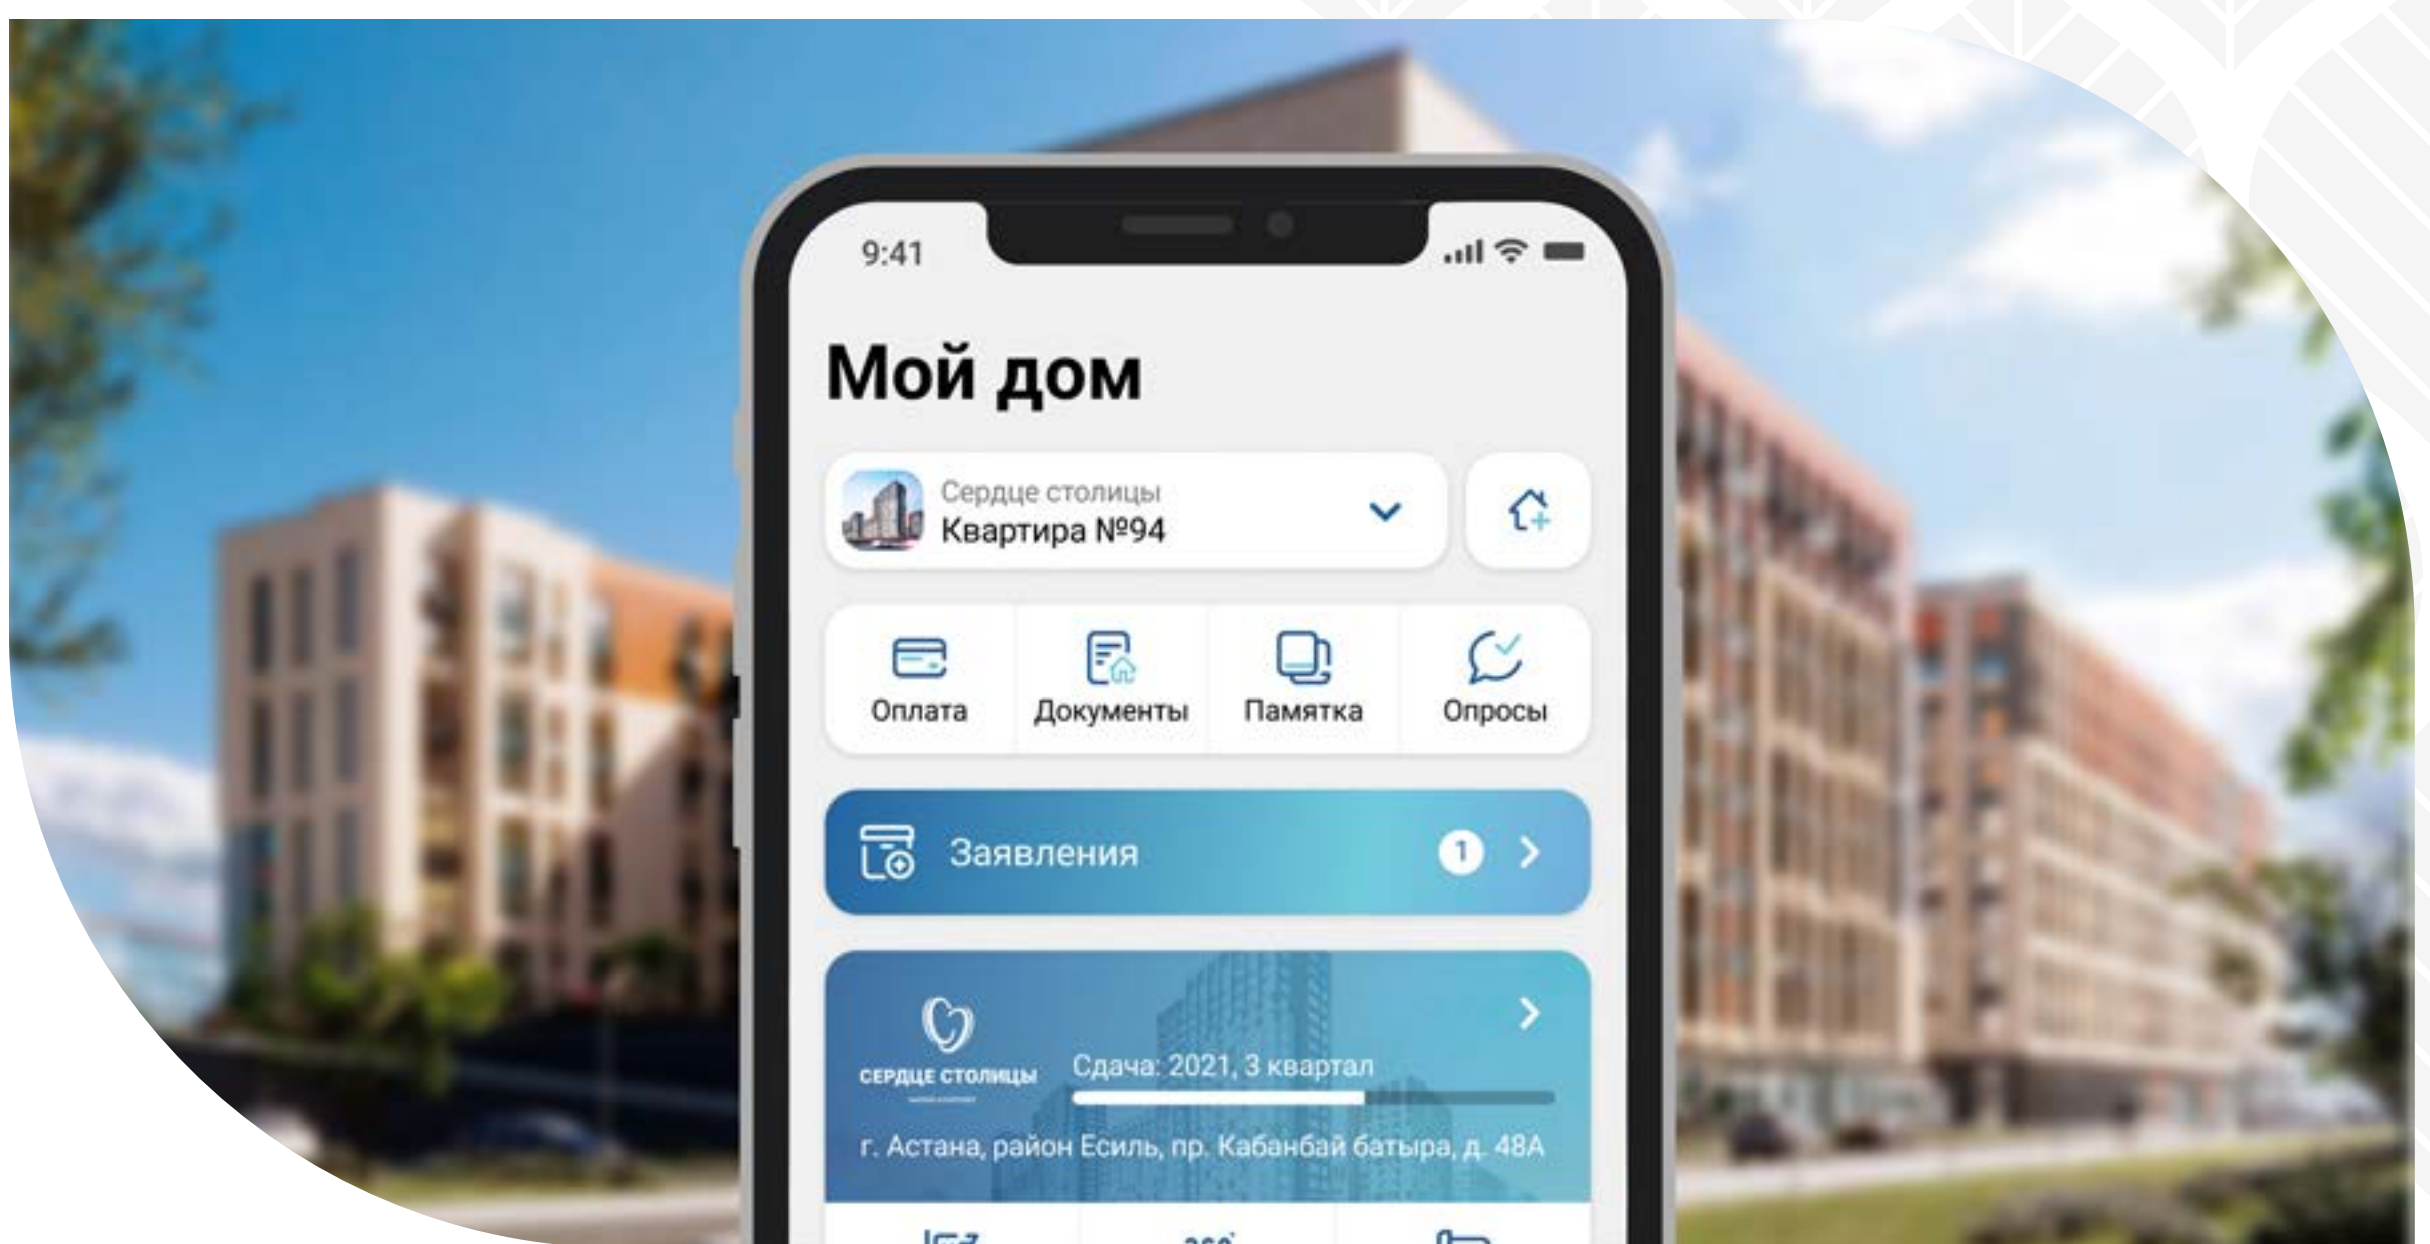 9:41
Мой дом
Сердце столицы
Квартира №94
Оплата
Документы
Памятка
Опросы
Заявления
1
СЕРДЦЕ СТОЛИЦЫ
Сдача: 2021, 3 квартал
г. Астана, район Есиль, пр. Кабанбай батыра, д. 48А